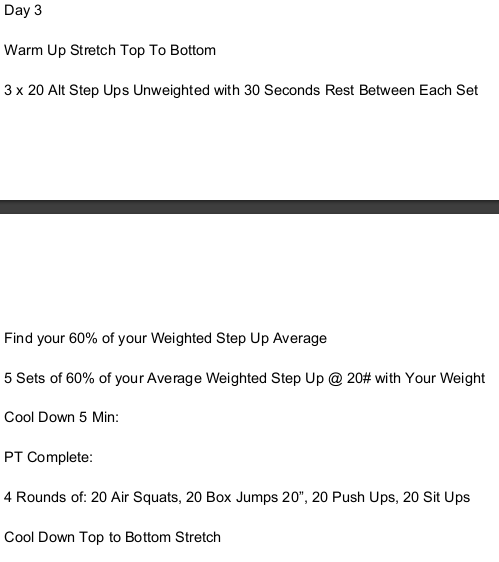 Day 3
Warm Up Stretch Top To Bottom
3 x 20 Alt Step Ups Unweighted with 30 Seconds Rest Between Each Set
Find your 60% of your Weighted Step Up Average
5 Sets of 60% of your Average Weighted Step Up @ 20# with Your Weight
Cool Down 5 Min:
PT Complete:
4 Rounds of: 20 Air Squats, 20 Box Jumps 20”, 20 Push Ups, 20 Sit Ups
Cool Down Top to Bottom Stretch